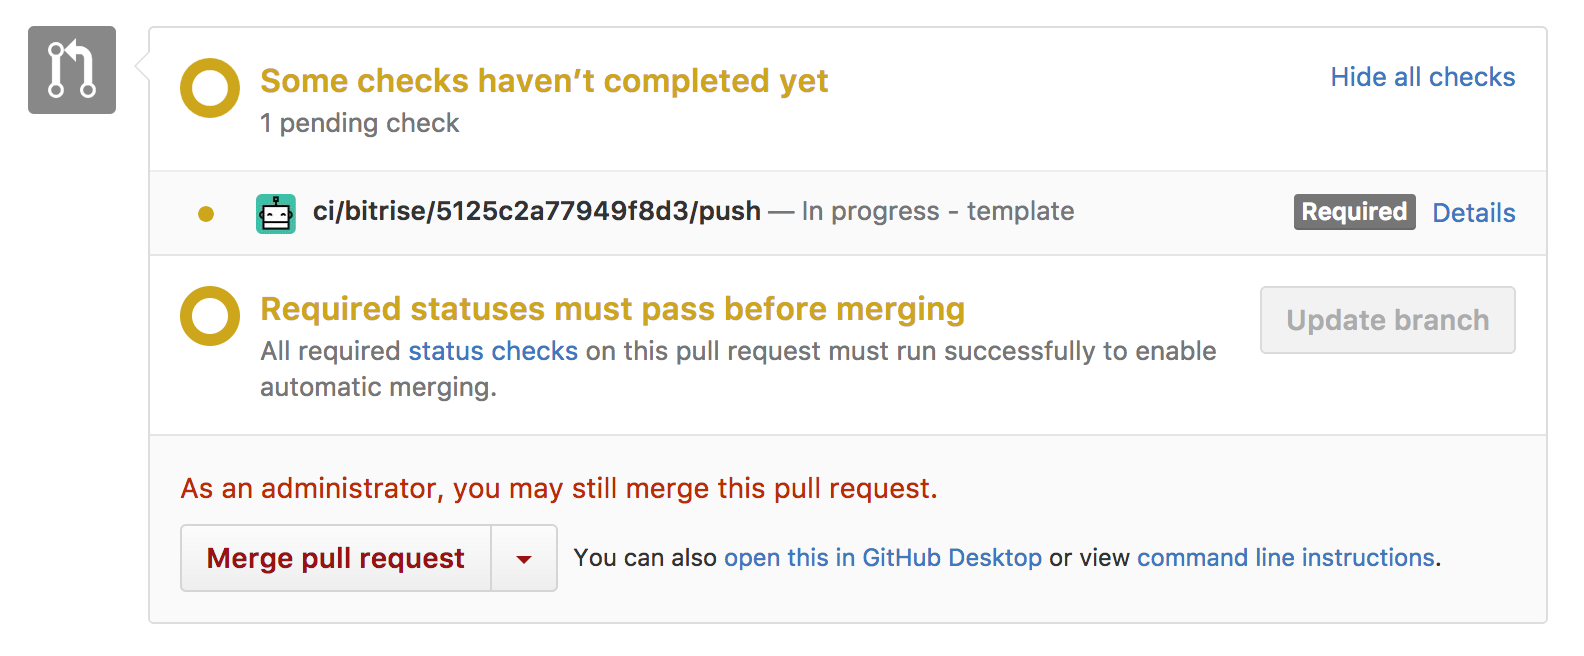 Some checks haven’t completed yet
Hide all checks
1 pending check
ci/bitrise/5125c2a77949f8d3/push — In progress - template
Required
Details
Required statuses must pass before merging
Update branch
All required status checks on this pull request must run successfully to enable
automatic merging.
As an administrator, you may still merge this pull request.
Merge pull request
You can also open this in GitHub Desktop or view command line instructions.